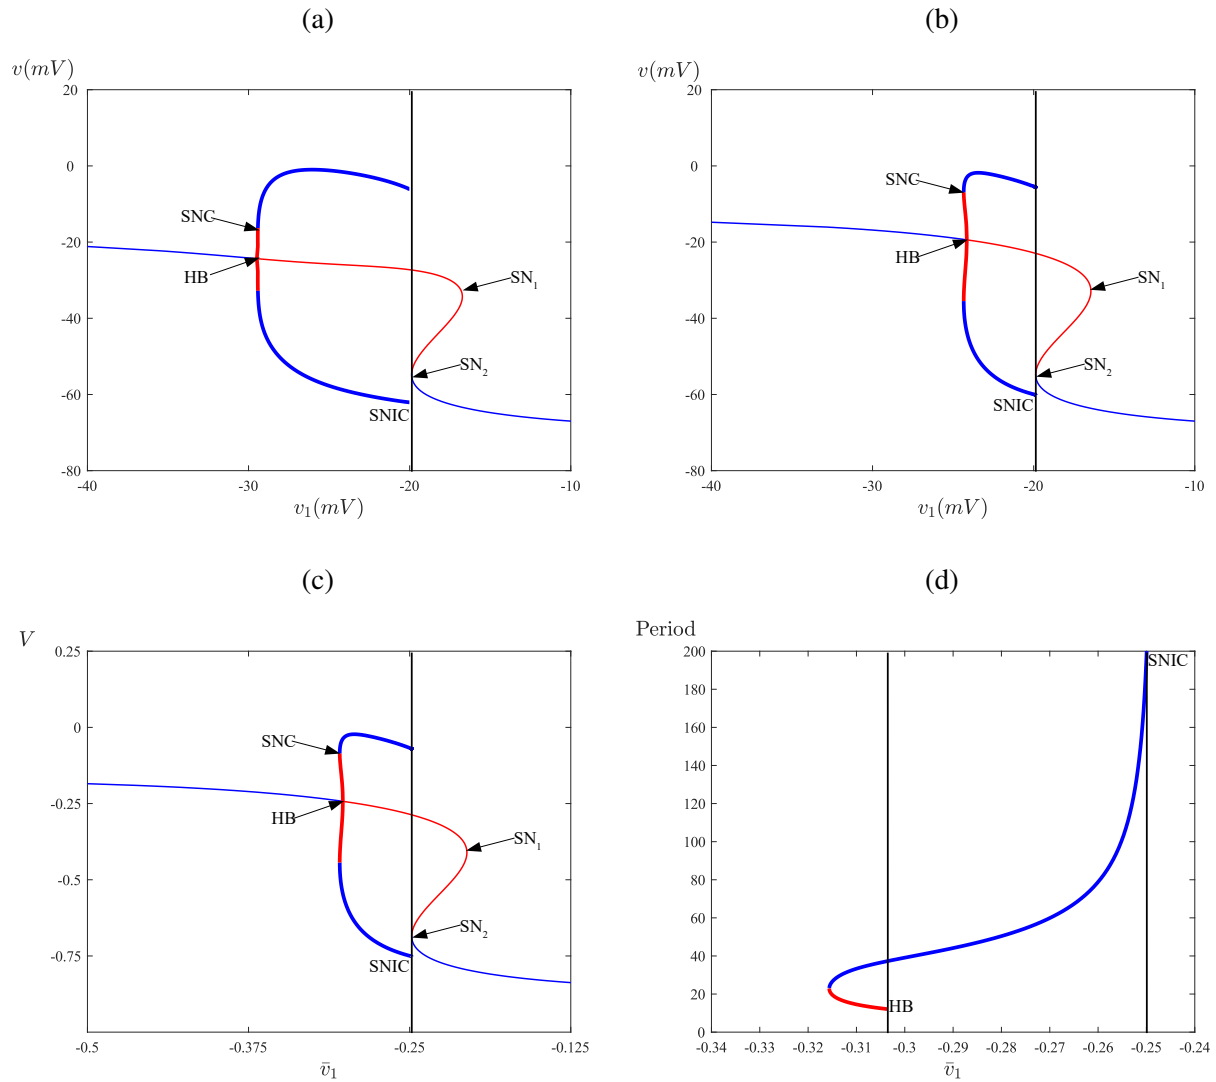 (a)
v(mV)
20
0
-20
-40
-60
-80
-40
-30
-20
-10
v₁(mV)
SNC
HB
SN₁
SN₂
SNIC
(b)
v(mV)
20
0
-20
-40
-60
-80
-40
-30
-20
-10
v₁(mV)
SNC
HB
SN₁
SN₂
SNIC
(c)
V
0.25
0
-0.25
-0.5
-0.75
-0.5
-0.375
-0.25
-0.125
v̄₁
SNC
HB
SN₁
SN₂
SNIC
(d)
Period
200
180
160
140
120
100
80
60
40
20
0
-0.34
-0.33
-0.32
-0.31
-0.3
-0.29
-0.28
-0.27
-0.26
-0.25
-0.24
v̄₁
SNIC
HB